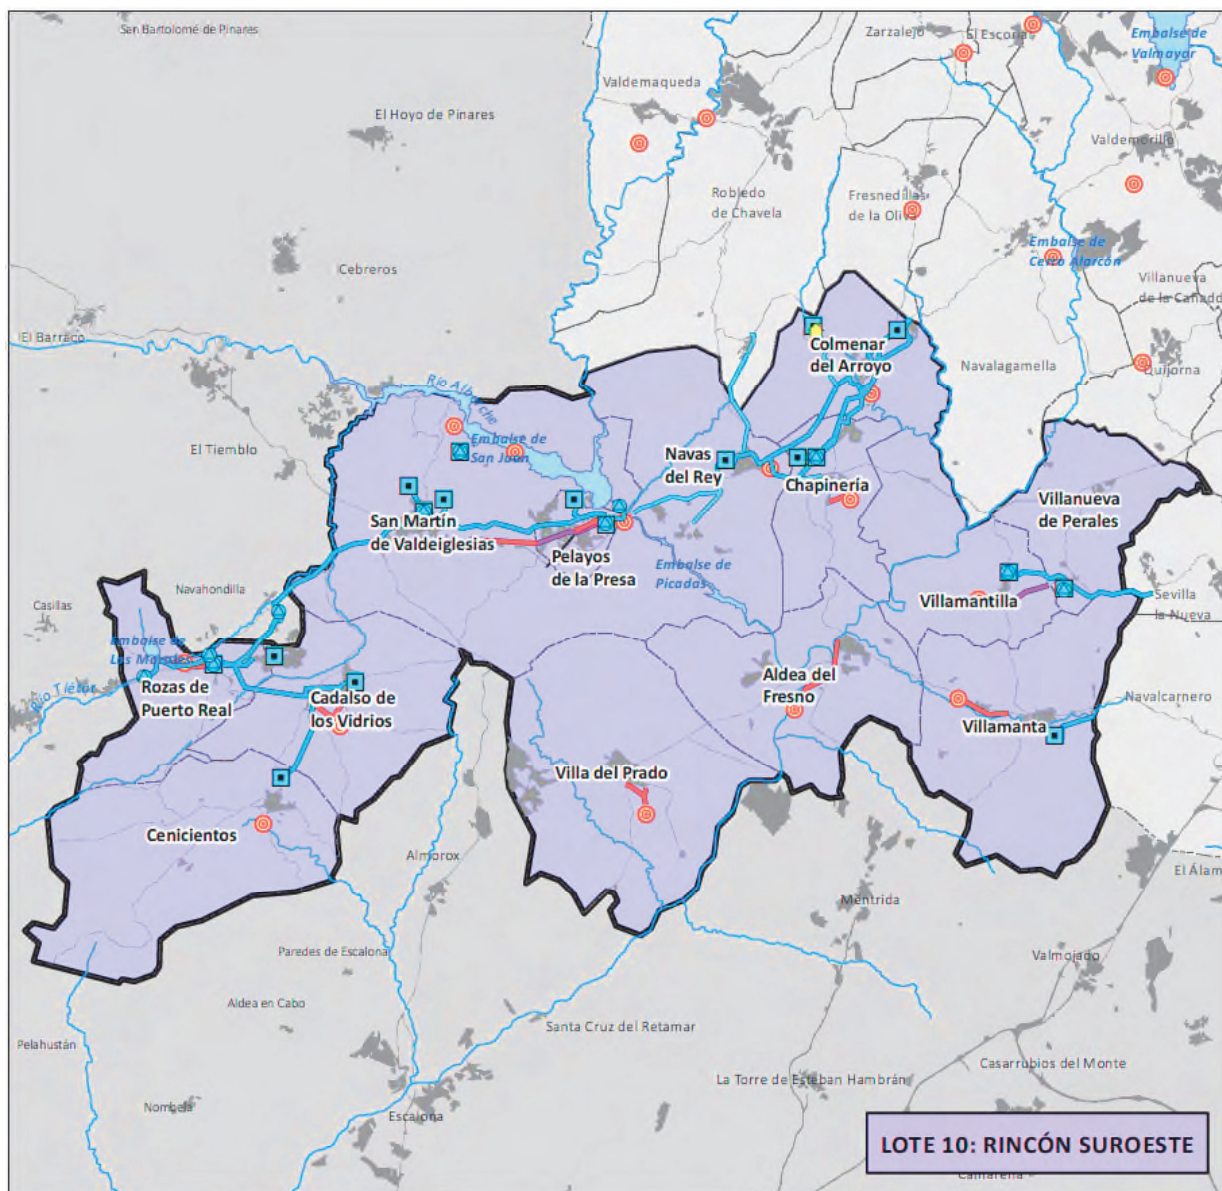 San Bartolomé de Pinares
Zarzalejo
El Escorial
Embalse de
Valmayor
Valdemaqueda
El Hoyo de Pinares
Valdemorillo
Robledo
de Chavela
Fresnedillas
de la Oliva
Embalse de
Cerro Alarcón
Cebreros
Villanueva
de la Cañad
El Barraco
Colmenar
del Arroyo
Navalagamella
Quijorna
Río Alberche
El Tiemblo
Embalse de
San Juan
Navas
del Rey
Chapinería
Villanueva
de Perales
San Martín
de Valdeiglesias
Pelayos
de la Presa
Embalse de
Picadas
Navahondilla
Casillas
Villamantilla
Sevilla
la Nueva
Embalse de
Los Morales
Río Tiétar
Rozas de
Puerto Real
Cadalso de
los Vidrios
Aldea del
Fresno
Navalcarnero
Villamanta
Villa del Prado
Cenicientos
Almorox
El Álam
Méntrida
Paredes de Escalona
Valmojado
Aldea en Cabo
Santa Cruz del Retamar
Pelahustán
Casarrubios del Monte
La Torre de Esteban Hambrán
Nombela
Escalona
LOTE 10: RINCÓN SUROESTE
Camarena